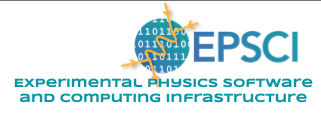 EPSCI
EXPERIMENTAL PHYSICS SOFTWARE
AND COMPUTING INFRASTRUCTURE